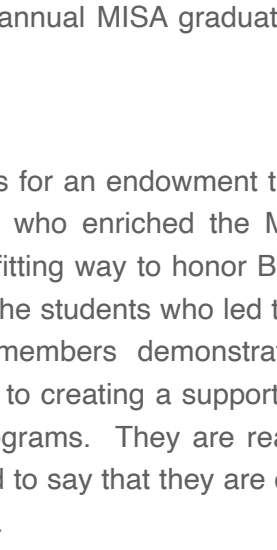 annual MISA graduat
s for an endowment t
who enriched the M
fitting way to honor B
he students who led t
members demonstrat
to creating a support
ograms. They are rea
d to say that they are